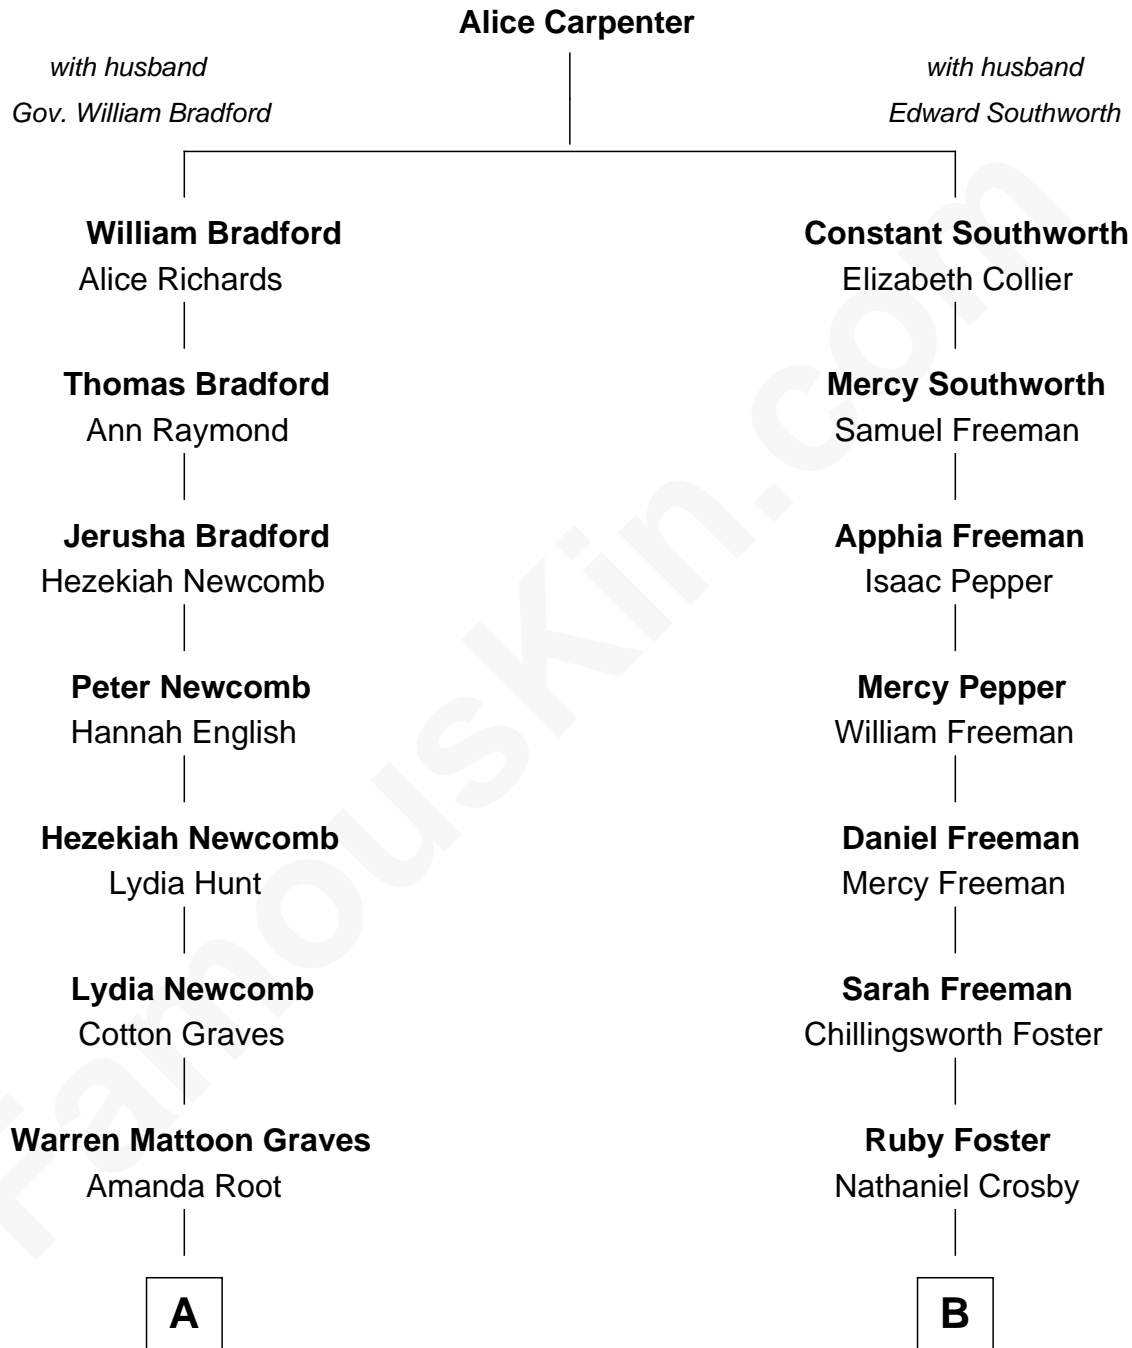 Alice Carpenter
with husband
Gov. William Bradford
with husband
Edward Southworth
William Bradford
Alice Richards
Constant Southworth
Elizabeth Collier
Thomas Bradford
Ann Raymond
Mercy Southworth
Samuel Freeman
Jerusha Bradford
Hezekiah Newcomb
Apphia Freeman
Isaac Pepper
Peter Newcomb
Hannah English
Mercy Pepper
William Freeman
Hezekiah Newcomb
Lydia Hunt
Daniel Freeman
Mercy Freeman
Lydia Newcomb
Cotton Graves
Sarah Freeman
Chillingsworth Foster
Warren Mattoon Graves
Amanda Root
Ruby Foster
Nathaniel Crosby
A
B
FamousKin.com